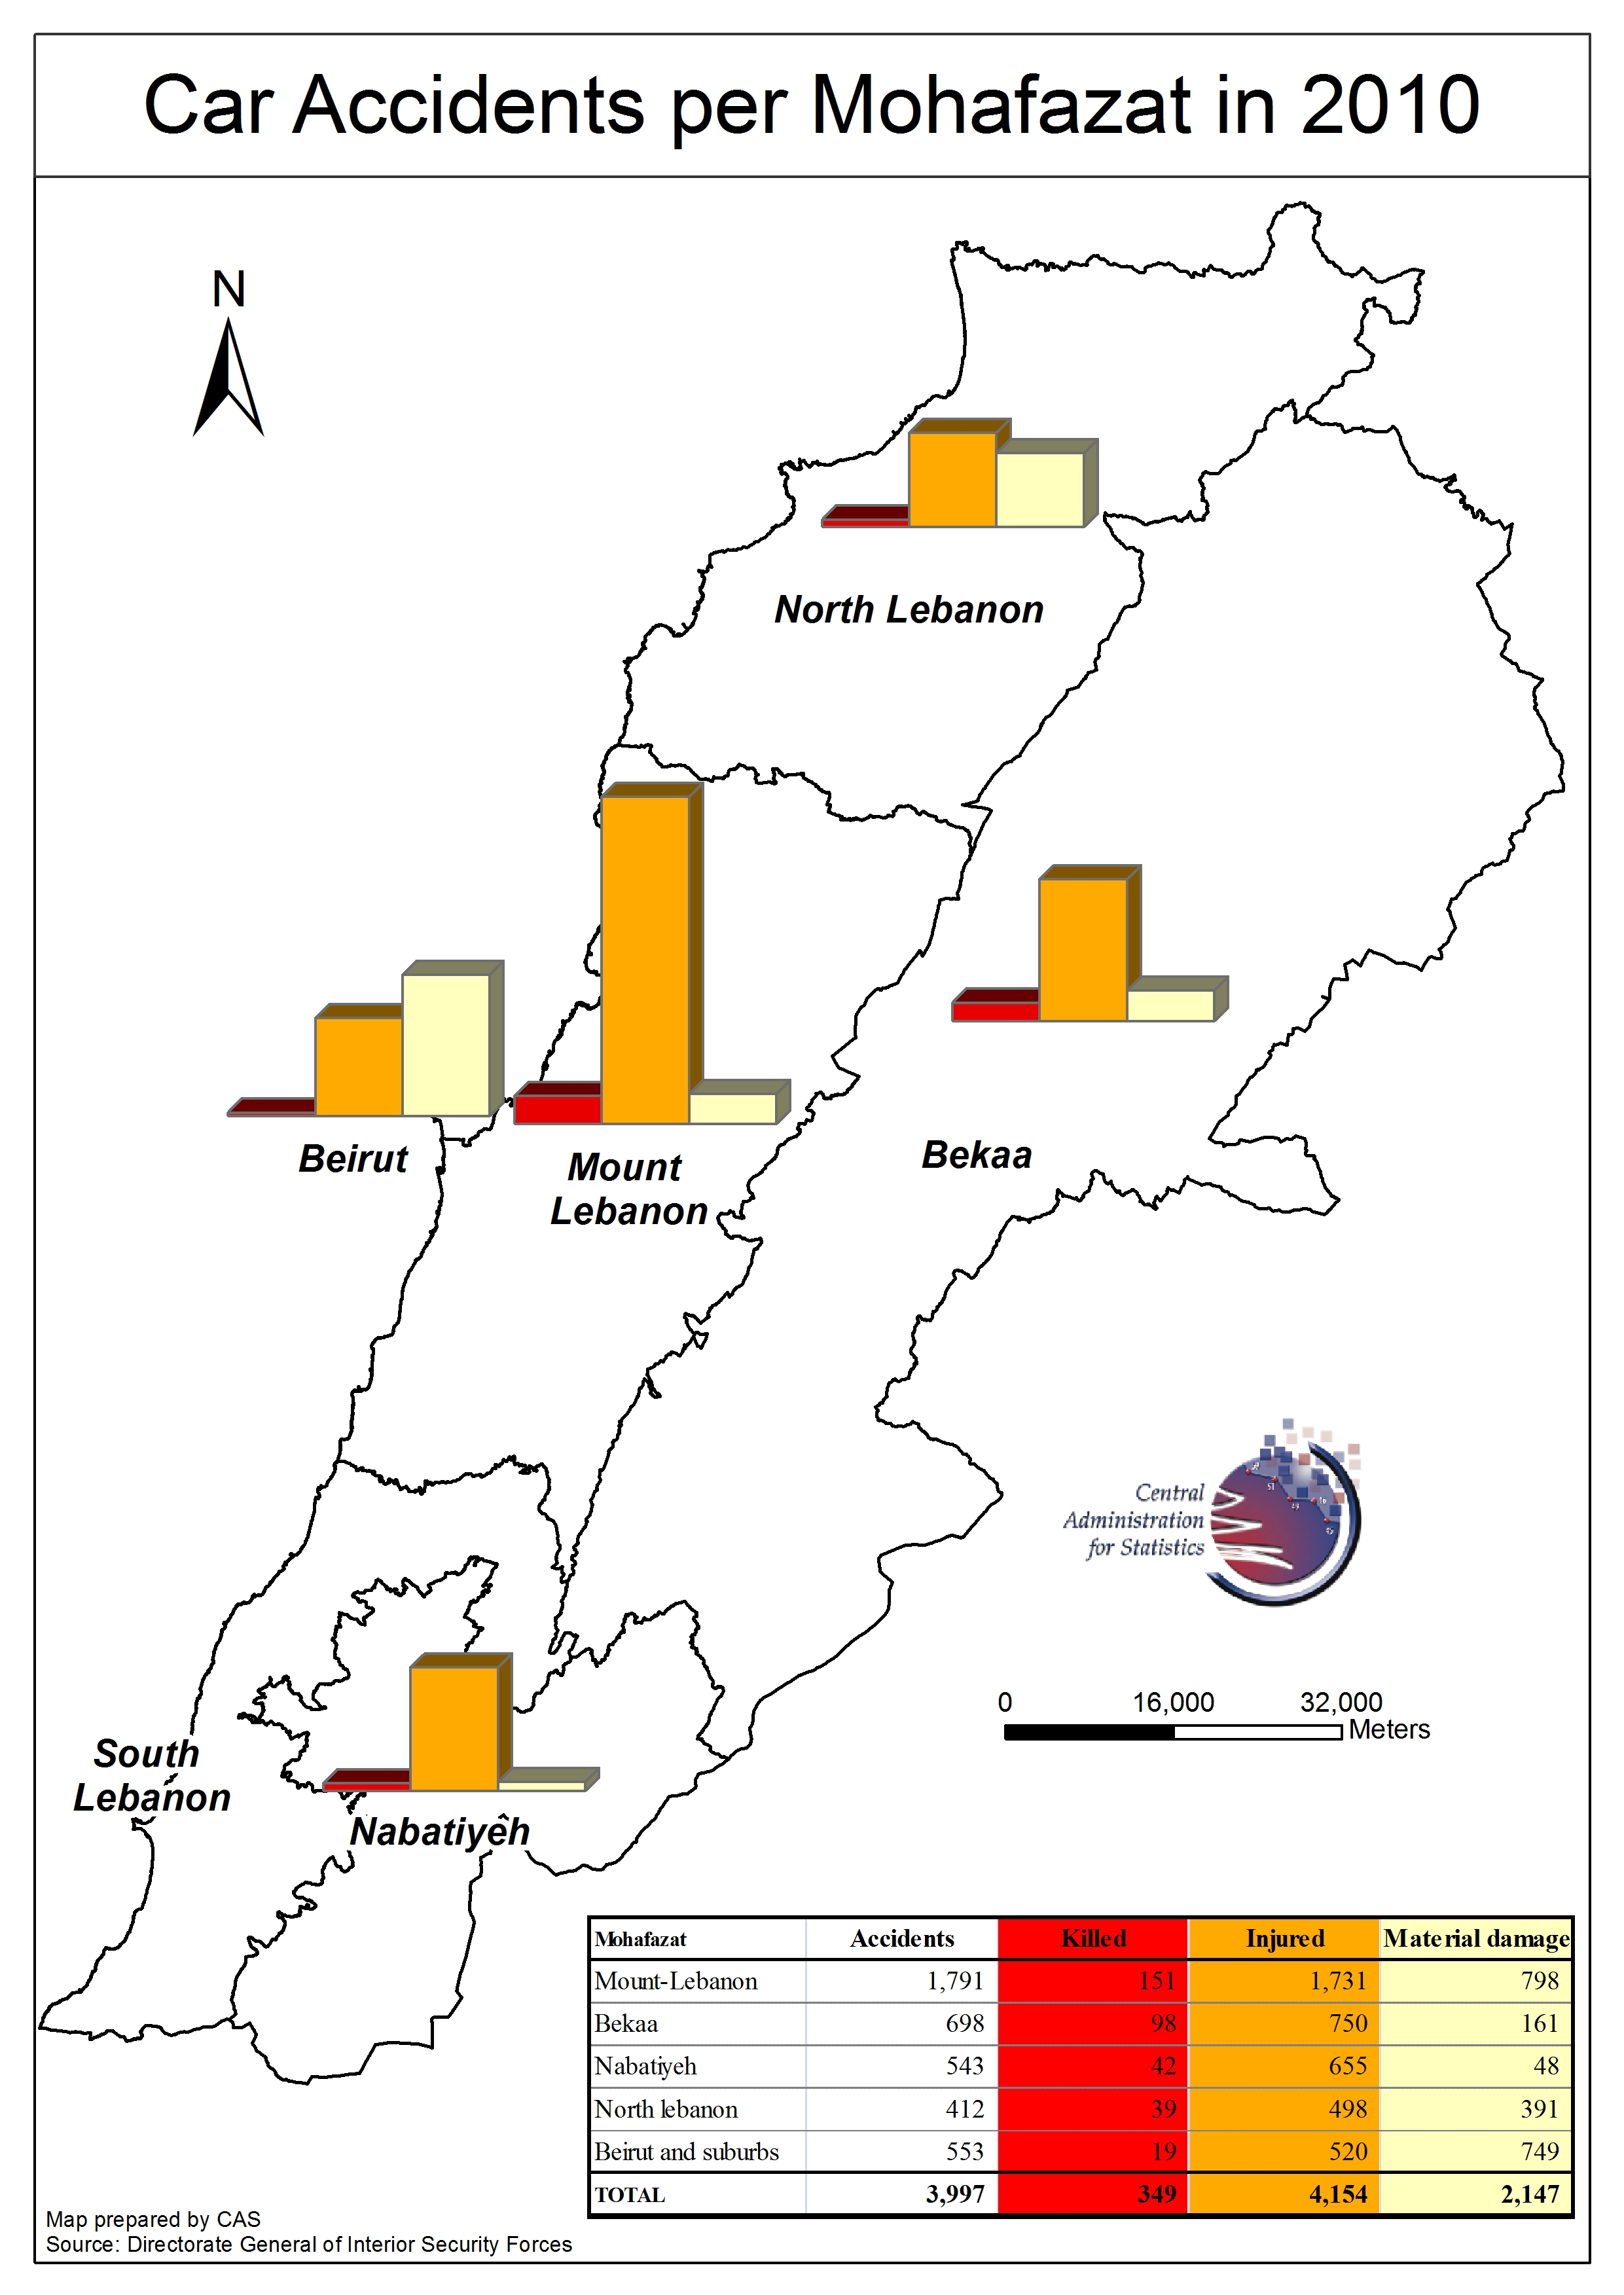 Car Accidents per Mohafazat in 2010
N
North Lebanon
Beirut
Mount
Lebanon
Bekaa
Central
Administration
for Statistics
0 16,000 32,000
Meters
South
Lebanon
Nabatiyeh
Mohafazat Accidents Killed Injured Material damage
Mount-Lebanon 1,791 151 1,731 798
Bekaa 698 98 750 161
Nabatiyeh 543 42 655 48
North lebanon 412 39 498 391
Beirut and suburbs 553 19 520 749
TOTAL 3,997 349 4,154 2,147
Map prepared by CAS
Source: Directorate General of Interior Security Forces